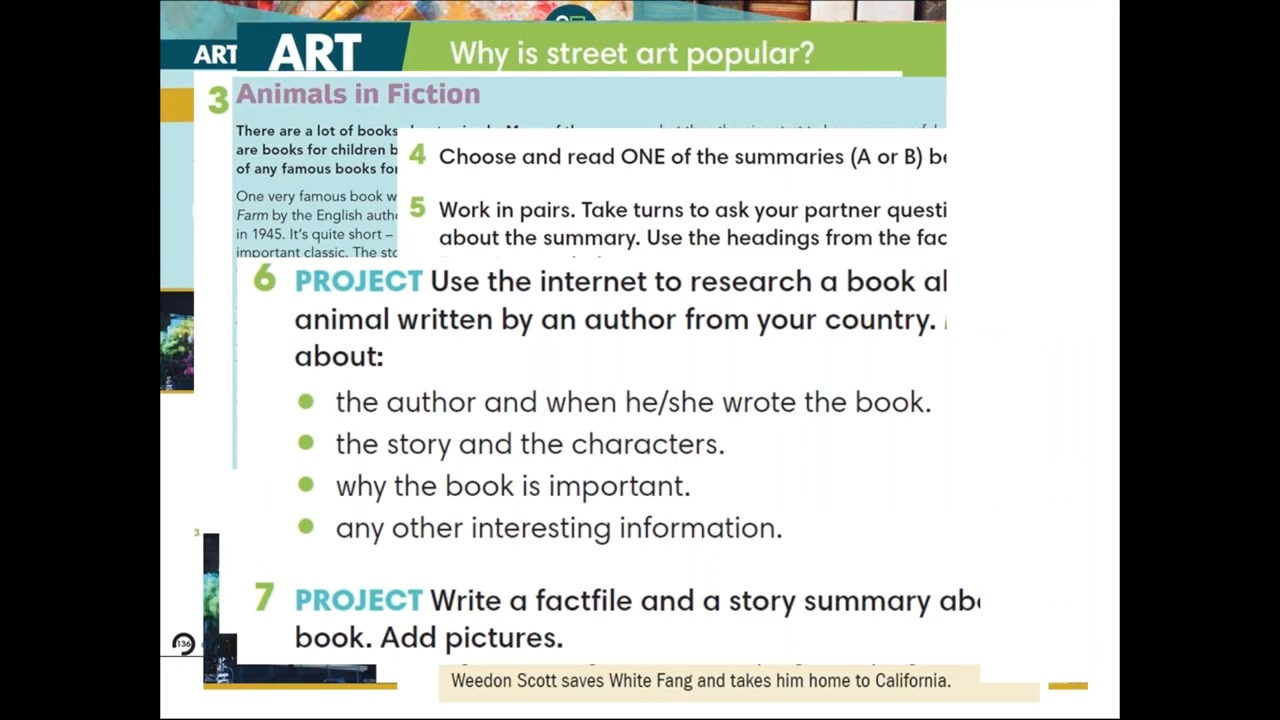 ART
ART
Why is street art popular?
3
Animals in Fiction
There are a lot of books
are books for children b
of any famous books for
One very famous book w
Farm by the English autho
in 1945. It's quite short –
important classic. The sto
4 Choose and read ONE of the summaries (A or B) be
5 Work in pairs. Take turns to ask your partner questi
about the summary. Use the headings from the fac
6 PROJECT Use the internet to research a book a
animal written by an author from your country.
about:
the author and when he/she wrote the book.
the story and the characters.
why the book is important.
any other interesting information.
3
7 PROJECT Write a factfile and a story summary abo
book. Add pictures.
136
Weedon Scott saves White Fang and takes him home to California.